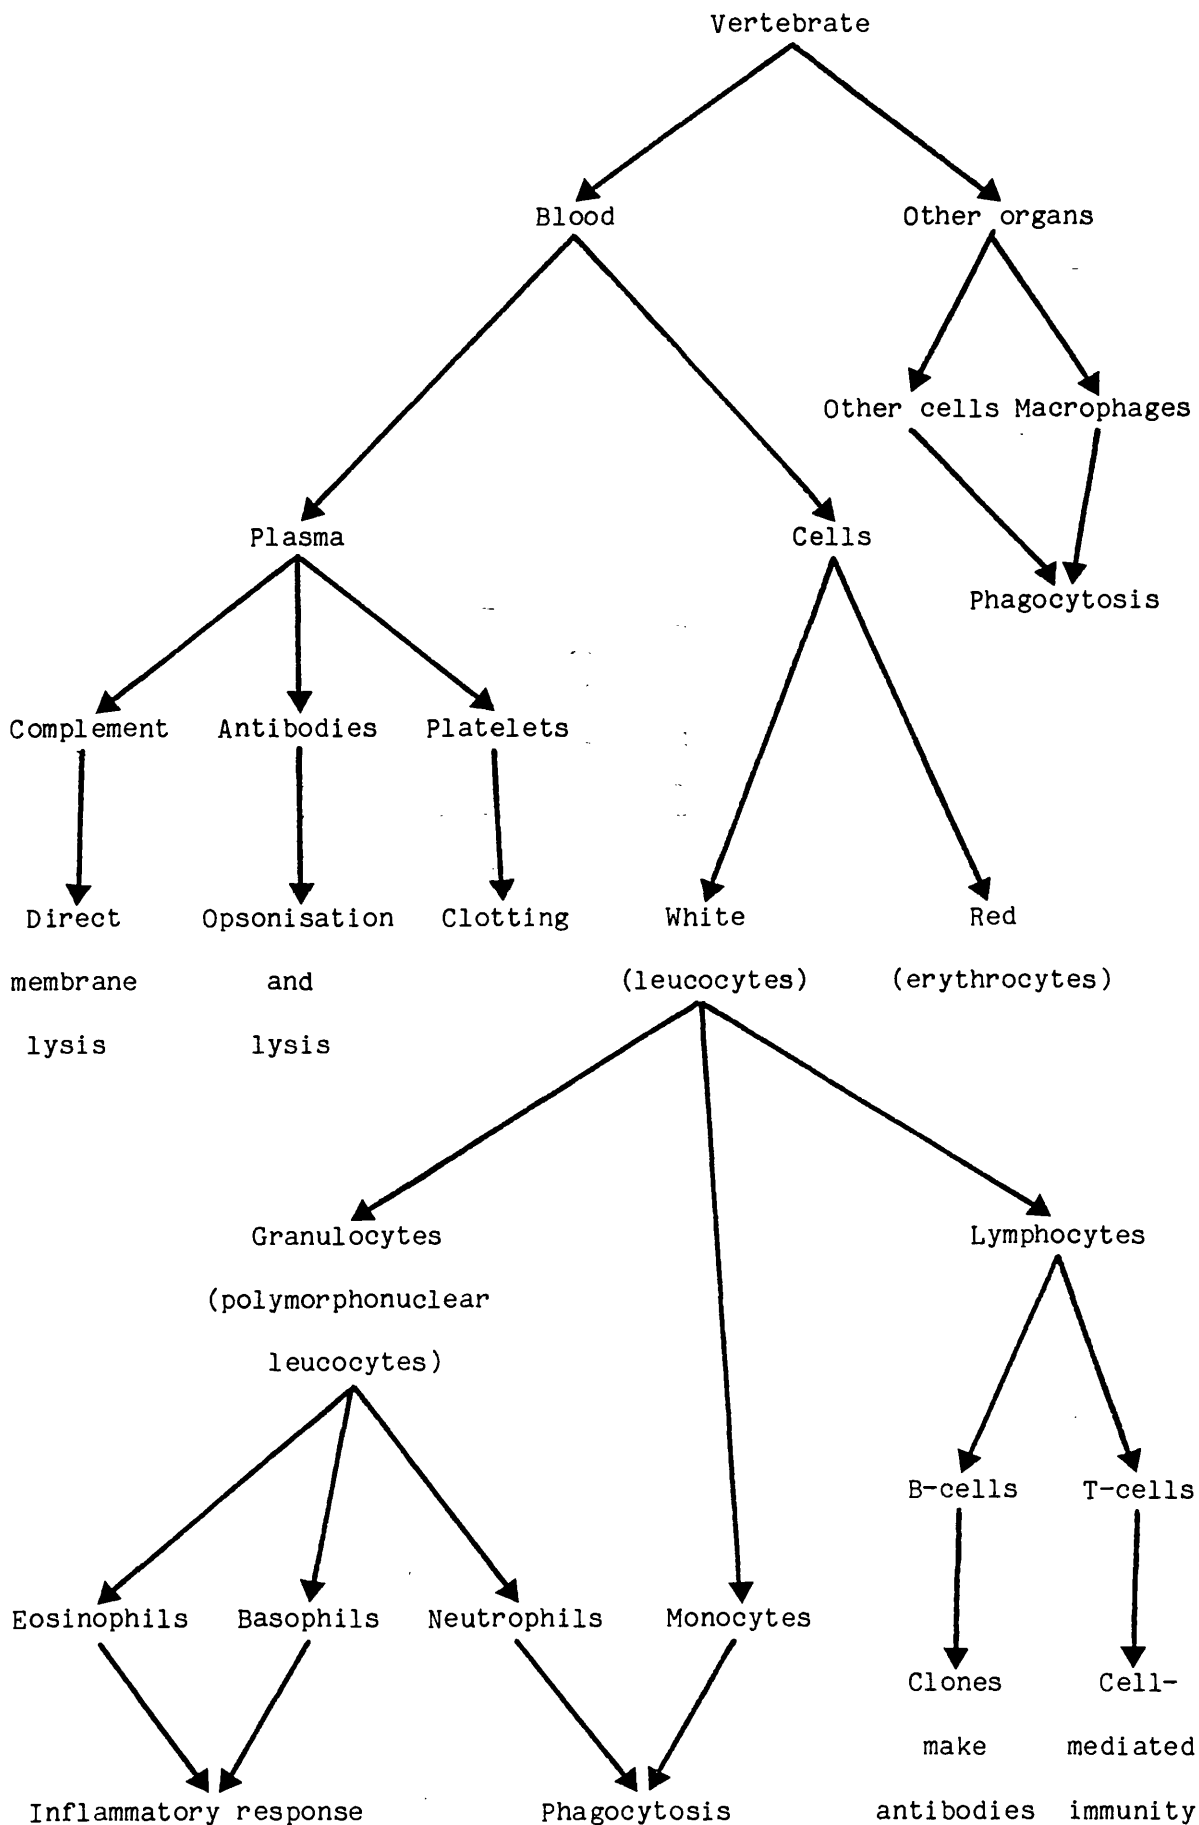 Vertebrate
Blood
Other organs
Other cells
Macrophages
Plasma
Cells
Phagocytosis
Complement
Antibodies
Platelets
Direct
membrane
lysis
Opsonisation
and
lysis
Clotting
White
(leucocytes)
Red
(erythrocytes)
Granulocytes
(polymorphonuclear
leucocytes)
Lymphocytes
B-cells
T-cells
Eosinophils
Basophils
Neutrophils
Monocytes
Clones
make
antibodies
Cell-
mediated
immunity
Inflammatory response
Phagocytosis